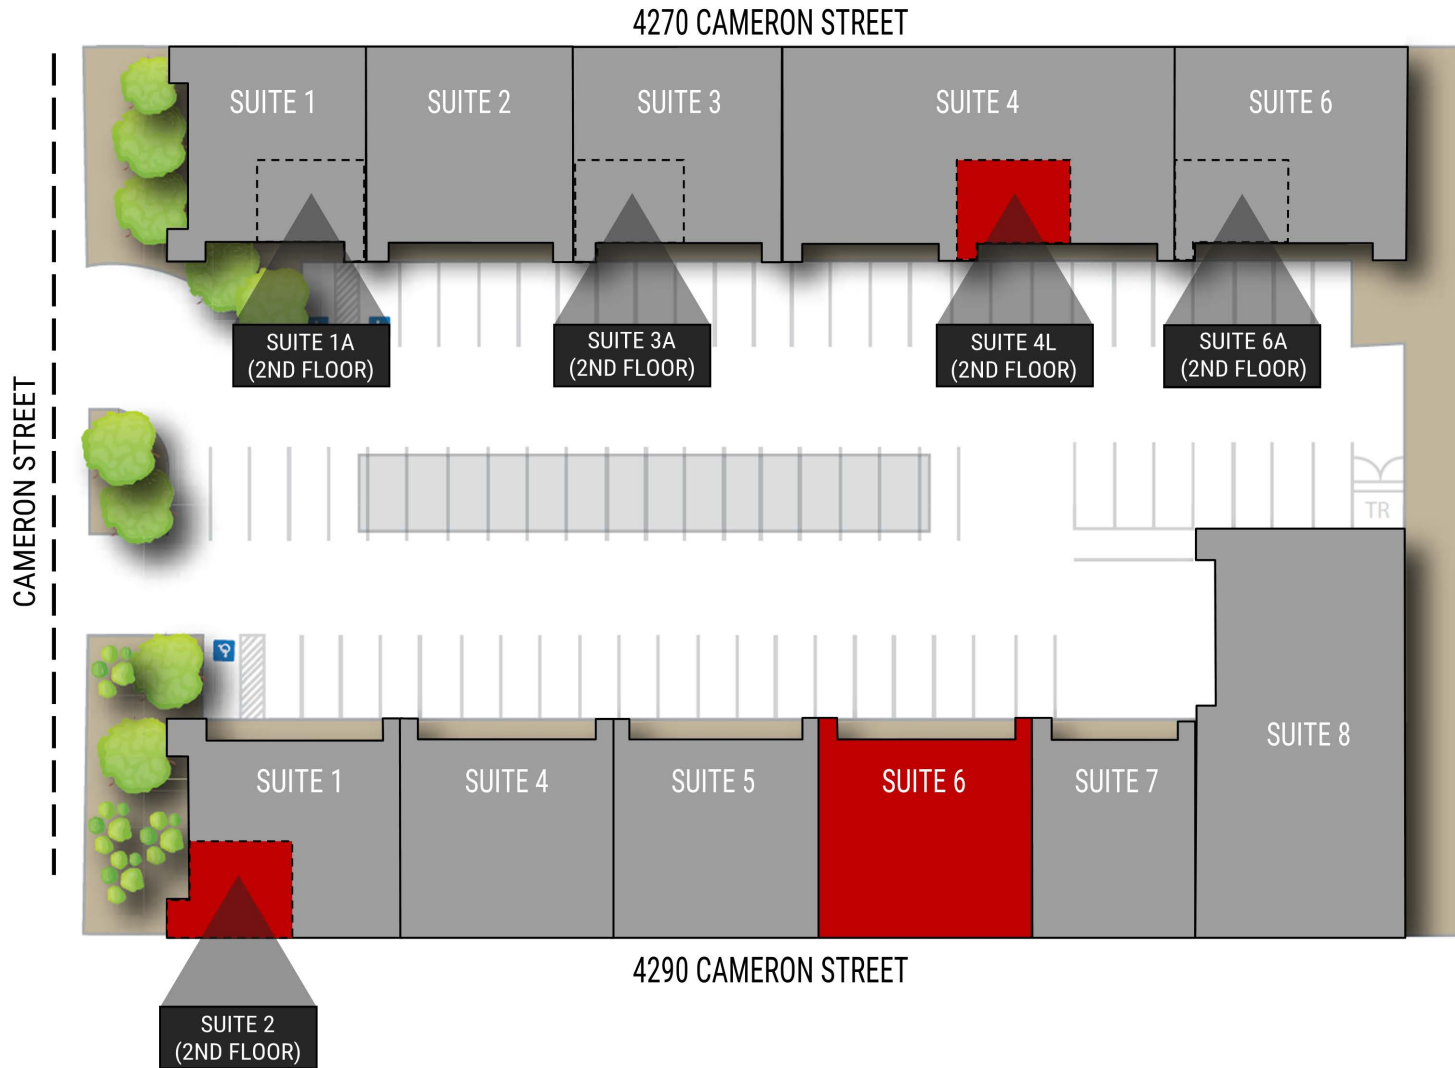 4270 CAMERON STREET
SUITE 1
SUITE 2
SUITE 3
SUITE 4
SUITE 6
SUITE 1A
(2ND FLOOR)
SUITE 3A
(2ND FLOOR)
SUITE 4L
(2ND FLOOR)
SUITE 6A
(2ND FLOOR)
CAMERON STREET
TR
SUITE 8
SUITE 1
SUITE 4
SUITE 5
SUITE 6
SUITE 7
4290 CAMERON STREET
SUITE 2
(2ND FLOOR)